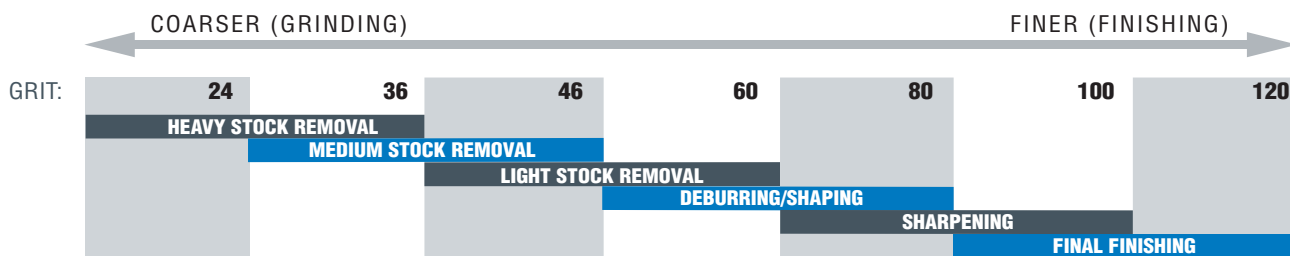 COARSER (GRINDING) FINER (FINISHING)
GRIT: 24 36 46 60 80 100 120
HEAVY STOCK REMOVAL
MEDIUM STOCK REMOVAL
LIGHT STOCK REMOVAL
DEBURRING/SHAPING
SHARPENING
FINAL FINISHING